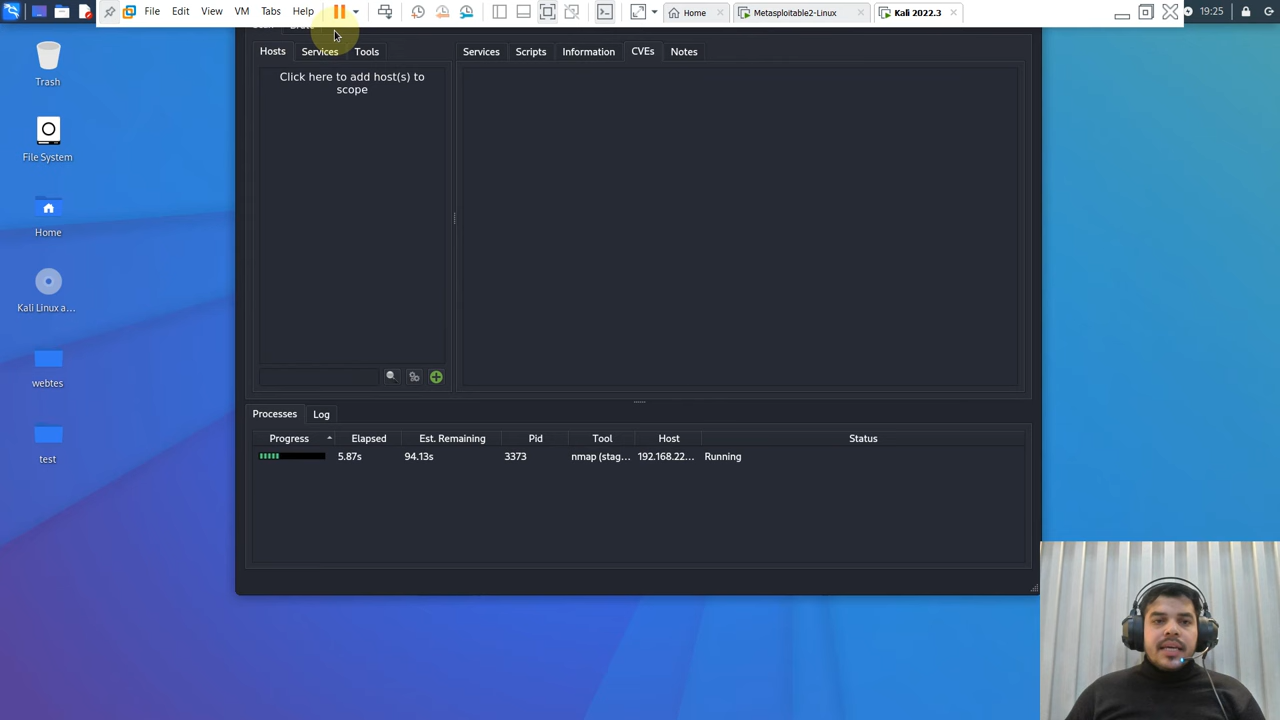 File Edit View VM Tabs Help Home Metasploitable2-Linux Kali 2022.3 19:25
Hosts Services Tools Services Scripts Information CVEs Notes
Click here to add host(s) to
scope
Trash
File System
Home
Kali Linux a...
webtes
test
Processes Log
Progress Elapsed Est. Remaining Pid Tool Host Status
5.87s 94.13s 3373 nmap (stag... 192.168.22... Running